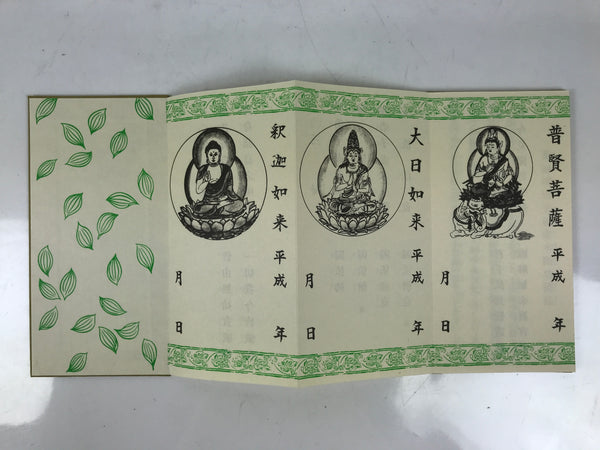 普賢菩薩 平成 年
月 日
大日如来 平成 年
月 日
釈迦如来 平成 年
月 日